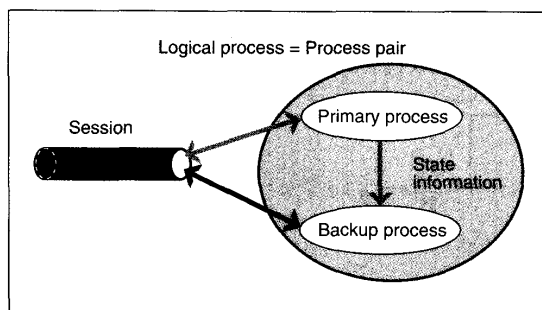 Logical process = Process pair
Session
Primary process
State
information
Backup process